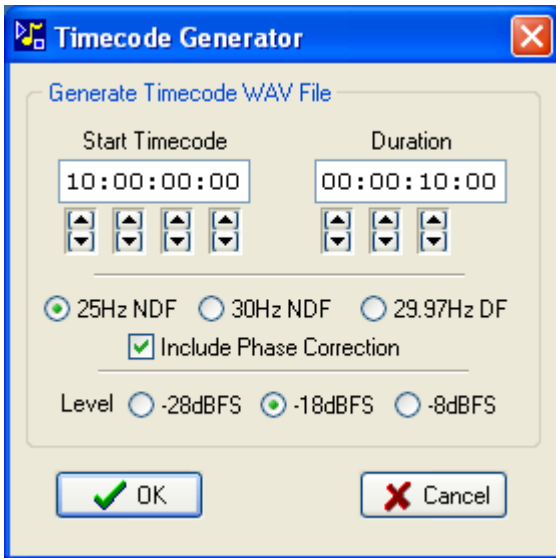 Timecode Generator
Generate Timecode WAV File
Start Timecode Duration
10:00:00:00 00:00:10:00
25Hz NDF 30Hz NDF 29.97Hz DF
Include Phase Correction
Level -28dBFS -18dBFS -8dBFS
OK Cancel